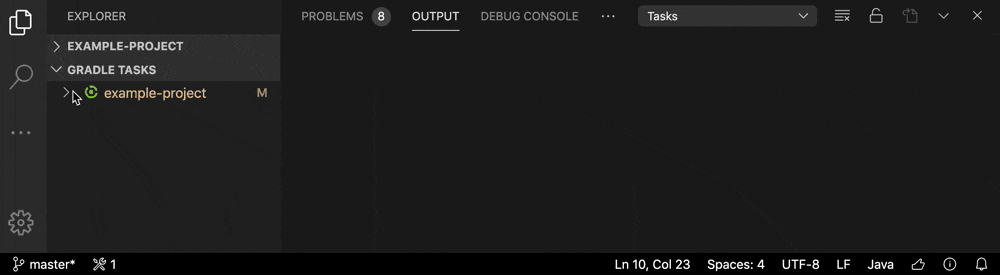 EXPLORER
EXAMPLE-PROJECT
GRADLE TASKS
example-project M
PROBLEMS 8 OUTPUT DEBUG CONSOLE ··· Tasks
master* 1 Ln 10, Col 23 Spaces: 4 UTF-8 LF Java